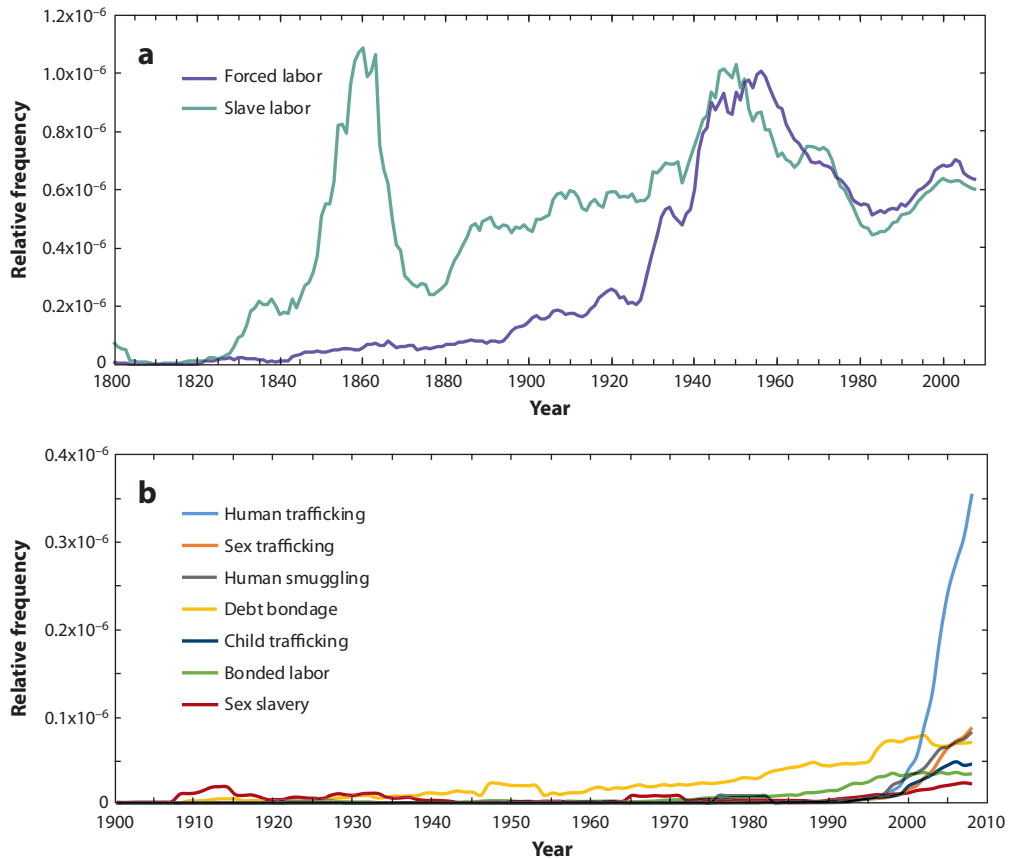 1.2x10⁻⁶
a
Forced labor
1.0x10⁻⁶
Slave labor
0.8x10⁻⁶
Relative frequency
0.6x10⁻⁶
0.4x10⁻⁶
0.2x10⁻⁶
0
1800 1820 1840 1860 1880 1900 1920 1940 1960 1980 2000
Year
0.4x10⁻⁶
b
Human trafficking
0.3x10⁻⁶
Sex trafficking
Human smuggling
Relative frequency
Debt bondage
0.2x10⁻⁶
Child trafficking
Bonded labor
Sex slavery
0.1x10⁻⁶
0
1900 1910 1920 1930 1940 1950 1960 1970 1980 1990 2000 2010
Year